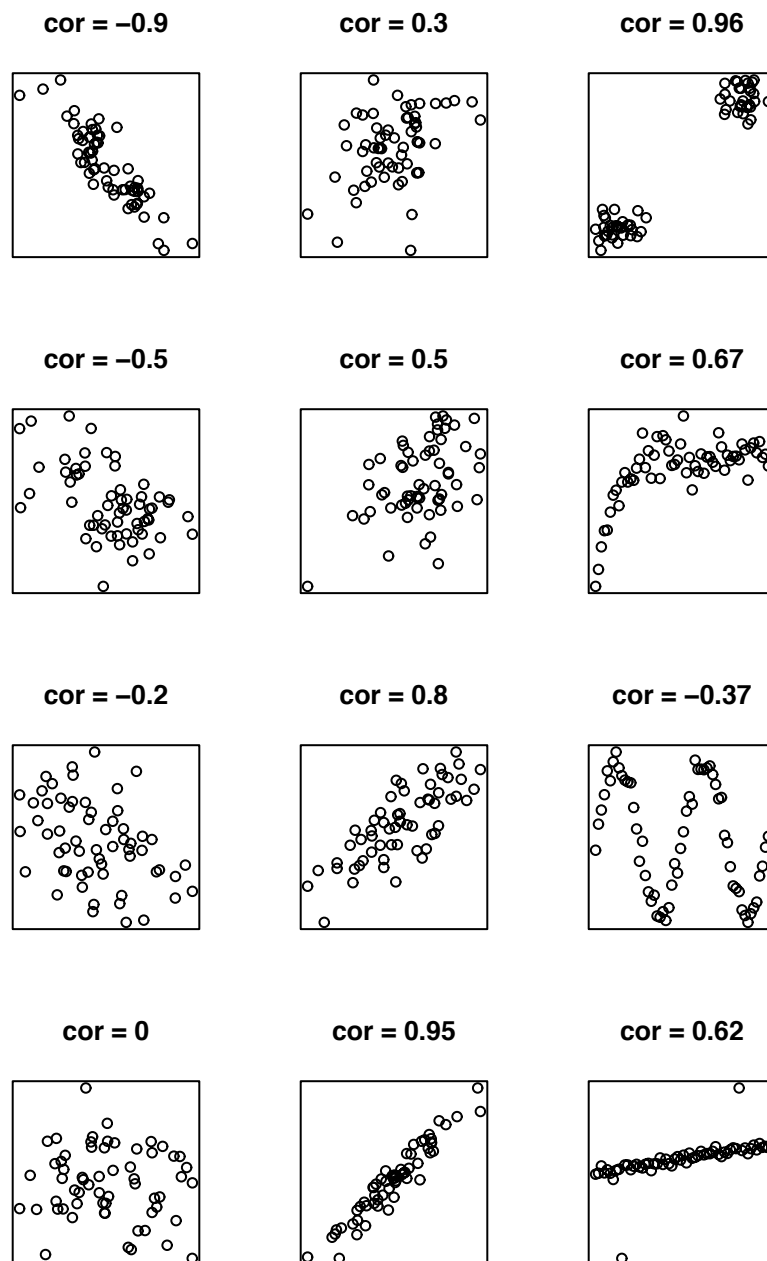 cor = −0.9
cor = 0.3
cor = 0.96
cor = −0.5
cor = 0.5
cor = 0.67
cor = −0.2
cor = 0.8
cor = −0.37
cor = 0
cor = 0.95
cor = 0.62